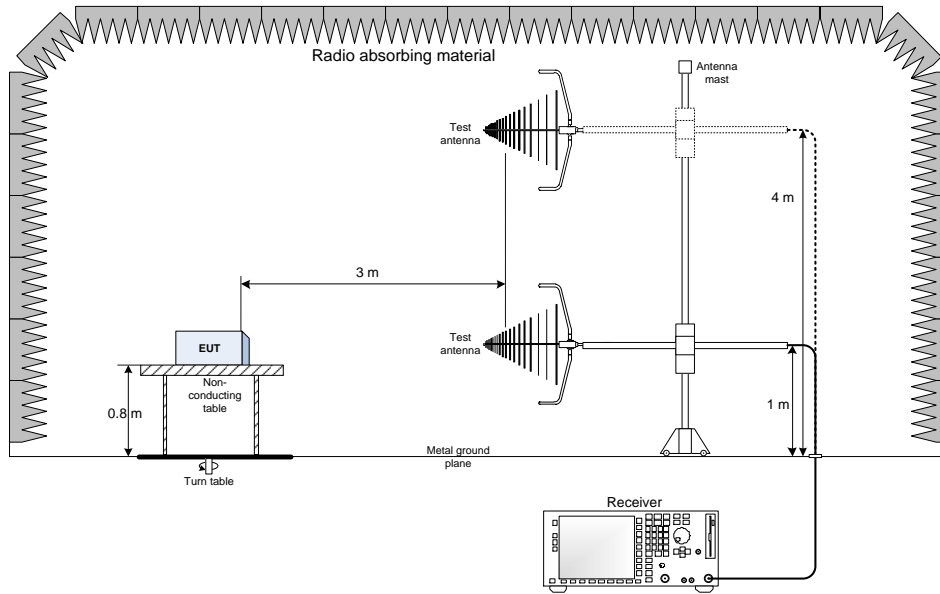 Radio absorbing material
Antenna
mast
Test
antenna
4 m
3 m
Test
antenna
EUT
Non-
conducting
table
0.8 m
1 m
Metal ground
plane
Turn table
Receiver